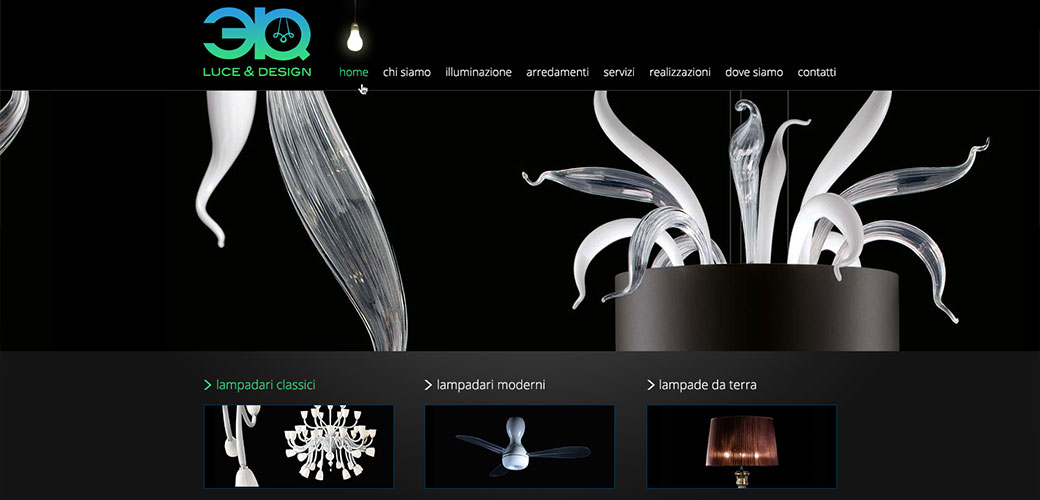 3Q
LUCE & DESIGN
home chi siamo illuminazione arredamenti servizi realizzazioni dove siamo contatti
lampadari classici
lampadari moderni
lampade da terra